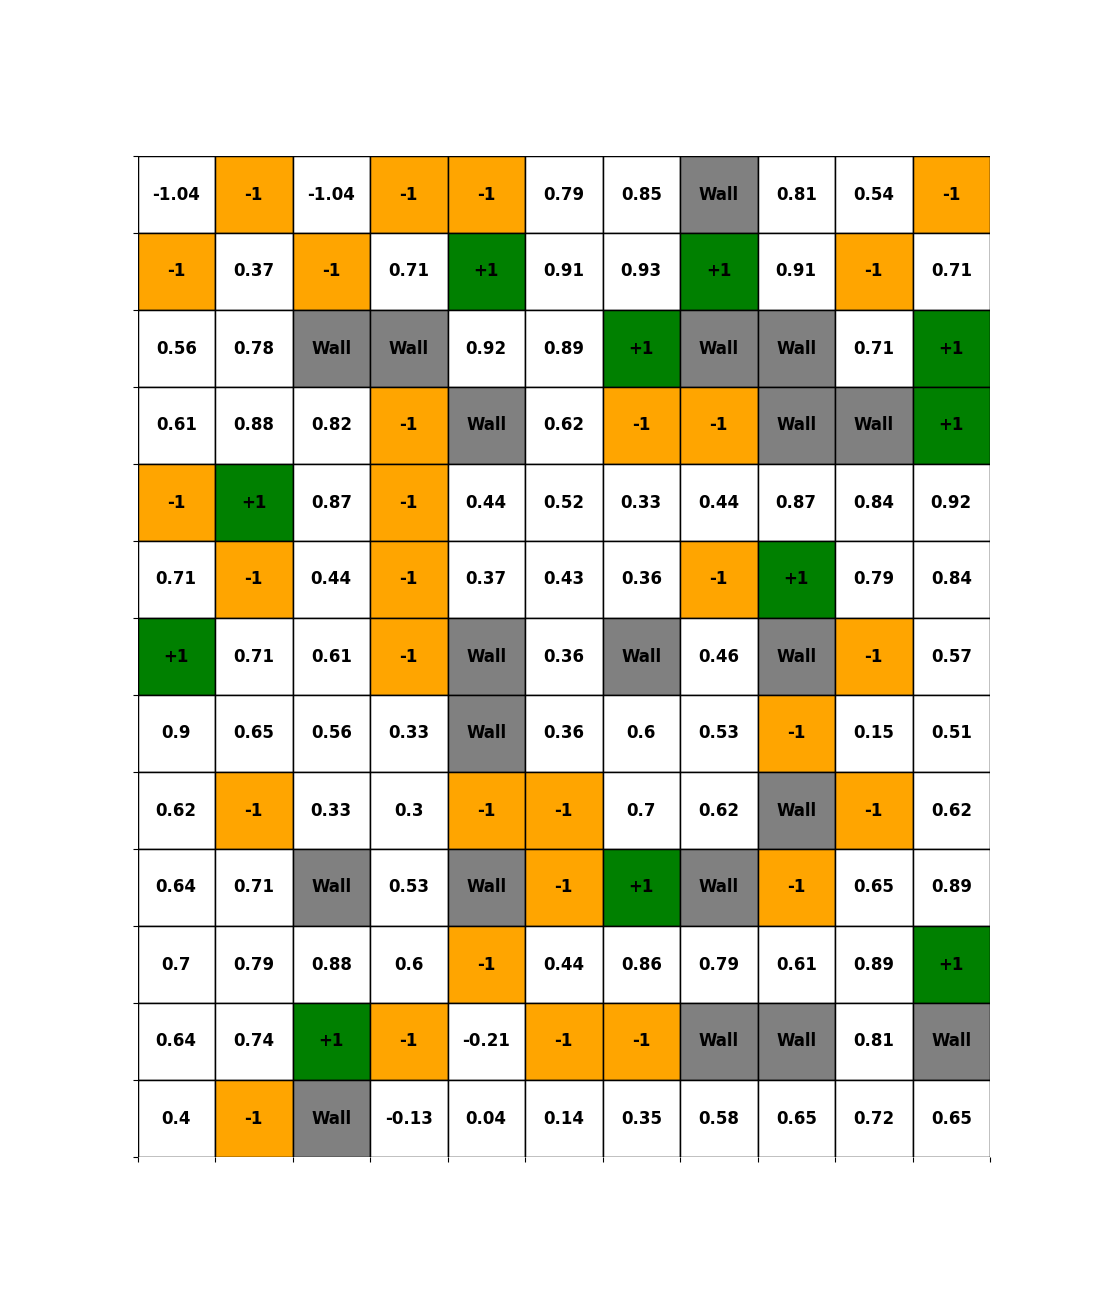 -1.04 -1 -1.04 -1 -1 0.79 0.85 Wall 0.81 0.54 -1
-1 0.37 -1 0.71 +1 0.91 0.93 +1 0.91 -1 0.71
0.56 0.78 Wall Wall 0.92 0.89 +1 Wall Wall 0.71 +1
0.61 0.88 0.82 -1 Wall 0.62 -1 -1 Wall Wall +1
-1 +1 0.87 -1 0.44 0.52 0.33 0.44 0.87 0.84 0.92
0.71 -1 0.44 -1 0.37 0.43 0.36 -1 +1 0.79 0.84
+1 0.71 0.61 -1 Wall 0.36 Wall 0.46 Wall -1 0.57
0.9 0.65 0.56 0.33 Wall 0.36 0.6 0.53 -1 0.15 0.51
0.62 -1 0.33 0.3 -1 -1 0.7 0.62 Wall -1 0.62
0.64 0.71 Wall 0.53 Wall -1 +1 Wall -1 0.65 0.89
0.7 0.79 0.88 0.6 -1 0.44 0.86 0.79 0.61 0.89 +1
0.64 0.74 +1 -1 -0.21 -1 -1 Wall Wall 0.81 Wall
0.4 -1 Wall -0.13 0.04 0.14 0.35 0.58 0.65 0.72 0.65